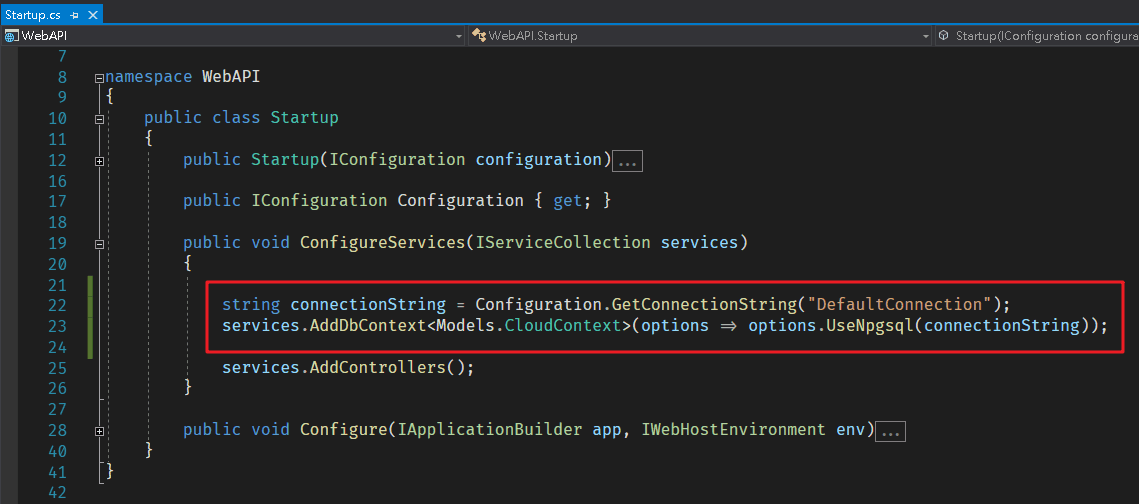 Startup.cs
WebAPI
WebAPI.Startup
Startup(IConfiguration configura
7
8 namespace WebAPI
9 {
10 public class Startup
11 {
12 public Startup(IConfiguration configuration)...
16
17 public IConfiguration Configuration { get; }
18
19 public void ConfigureServices(IServiceCollection services)
20 {
21
22 string connectionString = Configuration.GetConnectionString("DefaultConnection");
23 services.AddDbContext<Models.CloudContext>(options => options.UseNpgsql(connectionString));
24
25 services.AddControllers();
26 }
27
28 public void Configure(IApplicationBuilder app, IWebHostEnvironment env)...
40 }
41 }
42